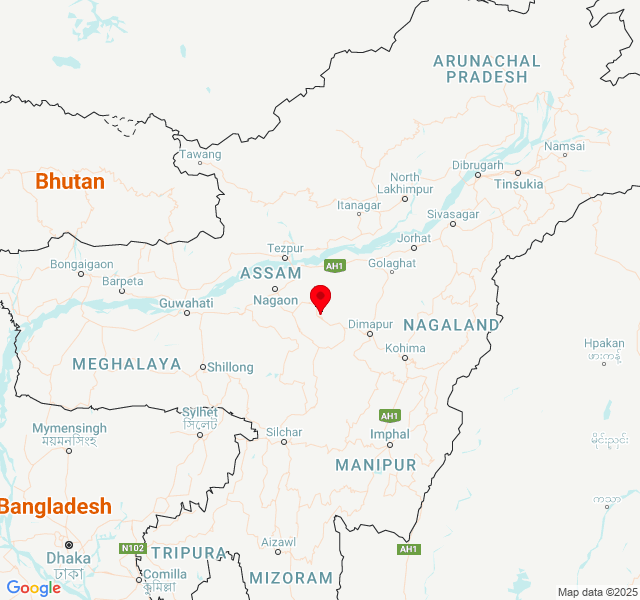 ARUNACHAL
PRADESH
Tawang
Namsai
Bhutan
Dibrugarh
Tinsukia
North
Lakhimpur
Itanagar
Sivasagar
Tezpur
Jorhat
Bongaigaon
ASSAM
AH1
Golaghat
Barpeta
Guwahati
Nagaon
Dimapur
NAGALAND
Kohima
Hpakan
ဖားကန့်
MEGHALAYA
Shillong
Sylhet
সিলেট
Mymensingh
ময়মনসিংহ
AH1
Silchar
Imphal
မိုးညှင်း
MANIPUR
Bangladesh
ကသာ
Dhaka
ঢাকা
N102
TRIPURA
Aizawl
AH1
Comilla
কুমিল্লা
MIZORAM
Google
Map data ©2025